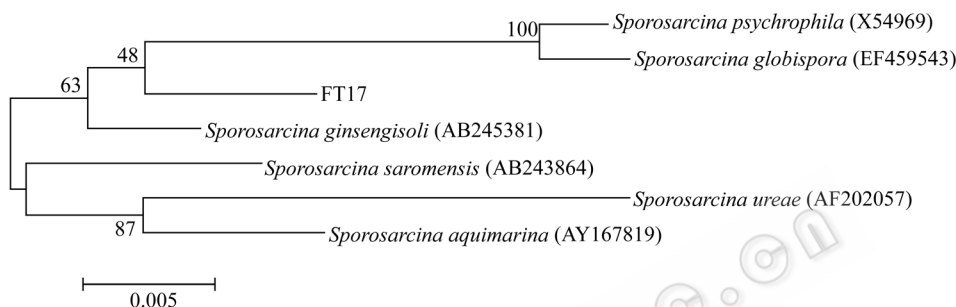 100 Sporosarcina psychrophila (X54969)
48 Sporosarcina globispora (EF459543)
63 FT17
Sporosarcina ginsengisoli (AB245381)
Sporosarcina saromensis (AB243864)
Sporosarcina ureae (AF202057)
87 Sporosarcina aquimarina (AY167819)
0.005